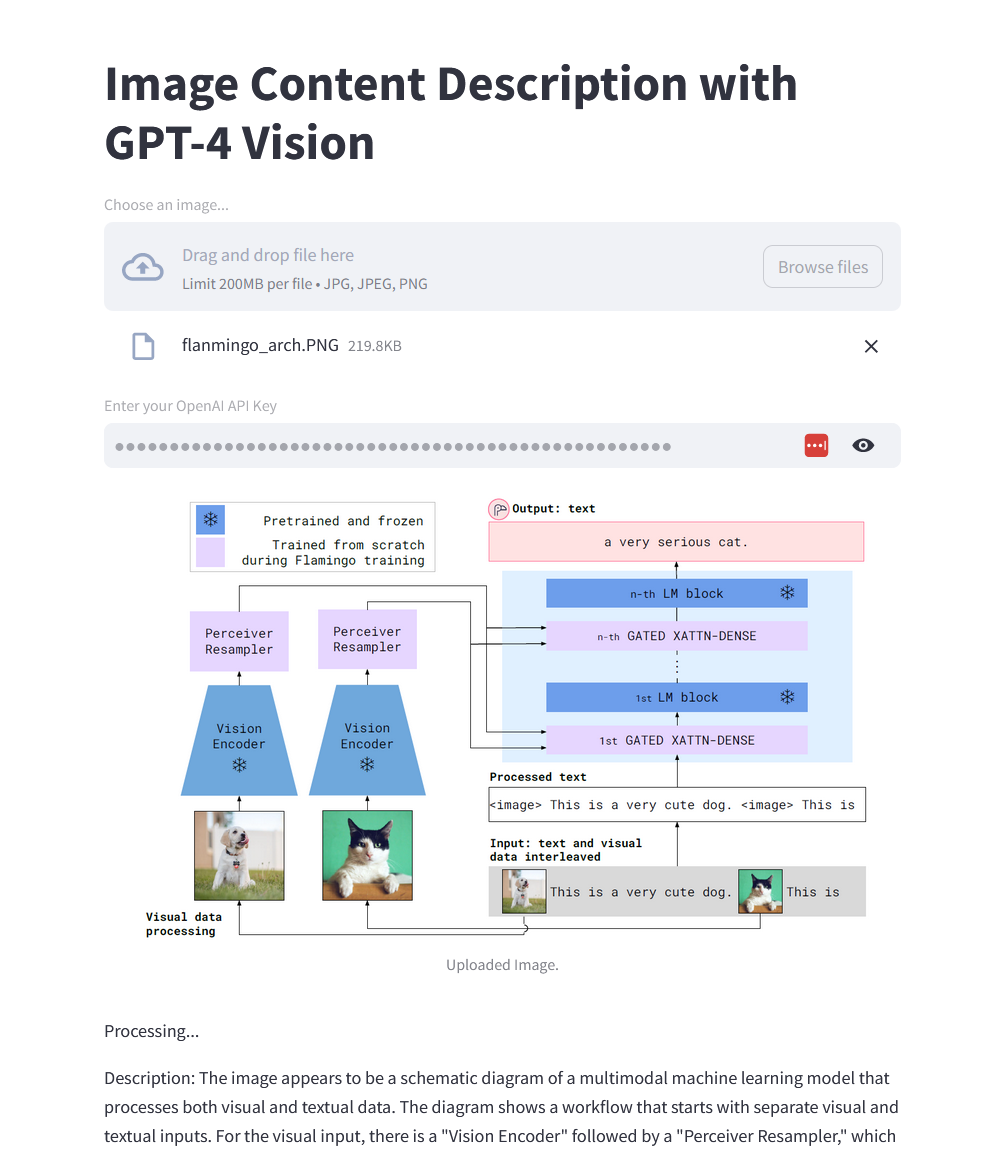 Image Content Description with
GPT-4 Vision
Choose an image...
Drag and drop file here
Limit 200MB per file • JPG, JPEG, PNG
Browse files
flanmingo_arch.PNG 219.8KB
Enter your OpenAI API Key
Pretrained and frozen
Trained from scratch
during Flamingo training
Output: text
a very serious cat.
n-th LM block
n-th GATED XATTN-DENSE
1st LM block
1st GATED XATTN-DENSE
Perceiver
Resampler
Perceiver
Resampler
Vision
Encoder
Vision
Encoder
Processed text
<image> This is a very cute dog. <image> This is
Input: text and visual
data interleaved
This is a very cute dog. This is
Visual data
processing
Uploaded Image.
Processing...
Description: The image appears to be a schematic diagram of a multimodal machine learning model that
processes both visual and textual data. The diagram shows a workflow that starts with separate visual and
textual inputs. For the visual input, there is a "Vision Encoder" followed by a "Perceiver Resampler," which